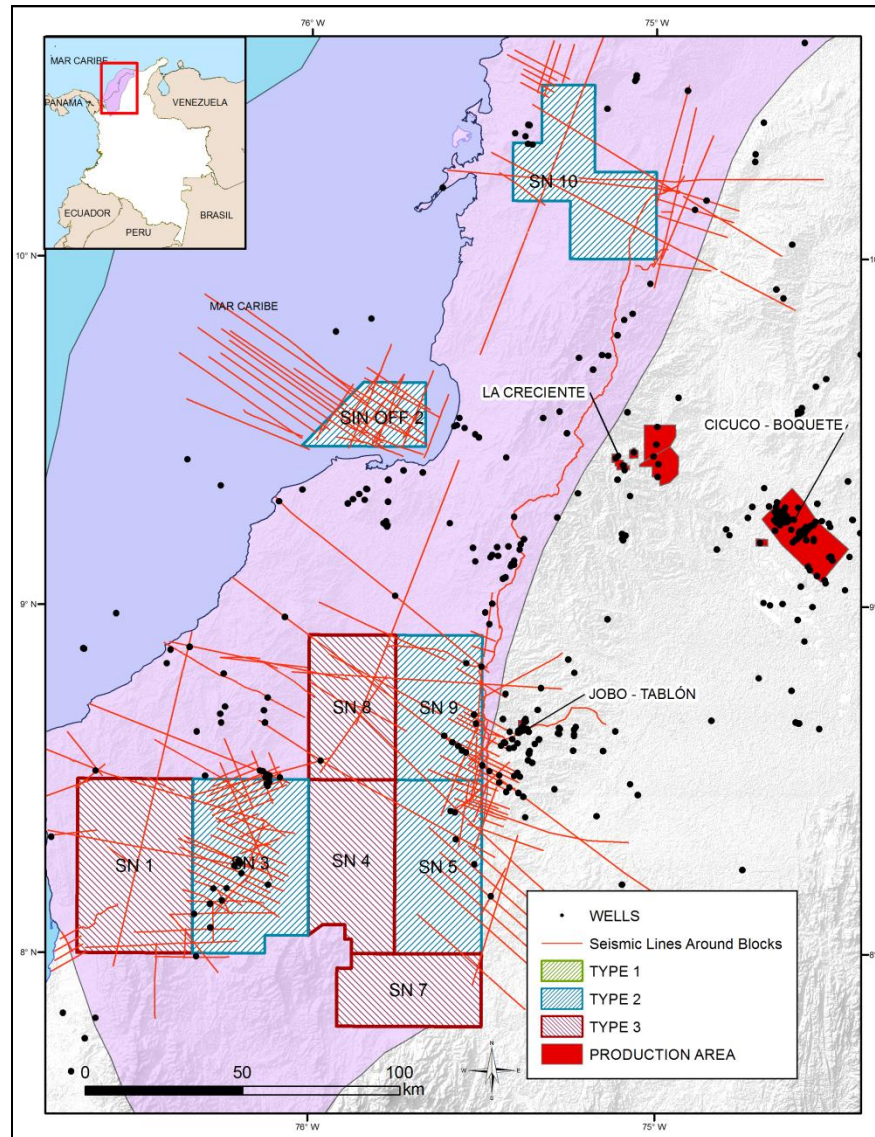 76° W
75° W
MAR CARIBE
PANAMA
VENEZUELA
ECUADOR
PERU
BRASIL
SN 10
10° N
10°
MAR CARIBE
SIN OFF 2
LA CRECIENTE
CICUCO - BOQUETE
9° N
9°
SN 8
SN 9
JOBO - TABLÓN
SN 1
SN 3
SN 4
SN 5
8° N
8°
SN 7
WELLS
Seismic Lines Around Blocks
TYPE 1
TYPE 2
TYPE 3
PRODUCTION AREA
N
W
E
S
0
50
100
km
76° W
75° W